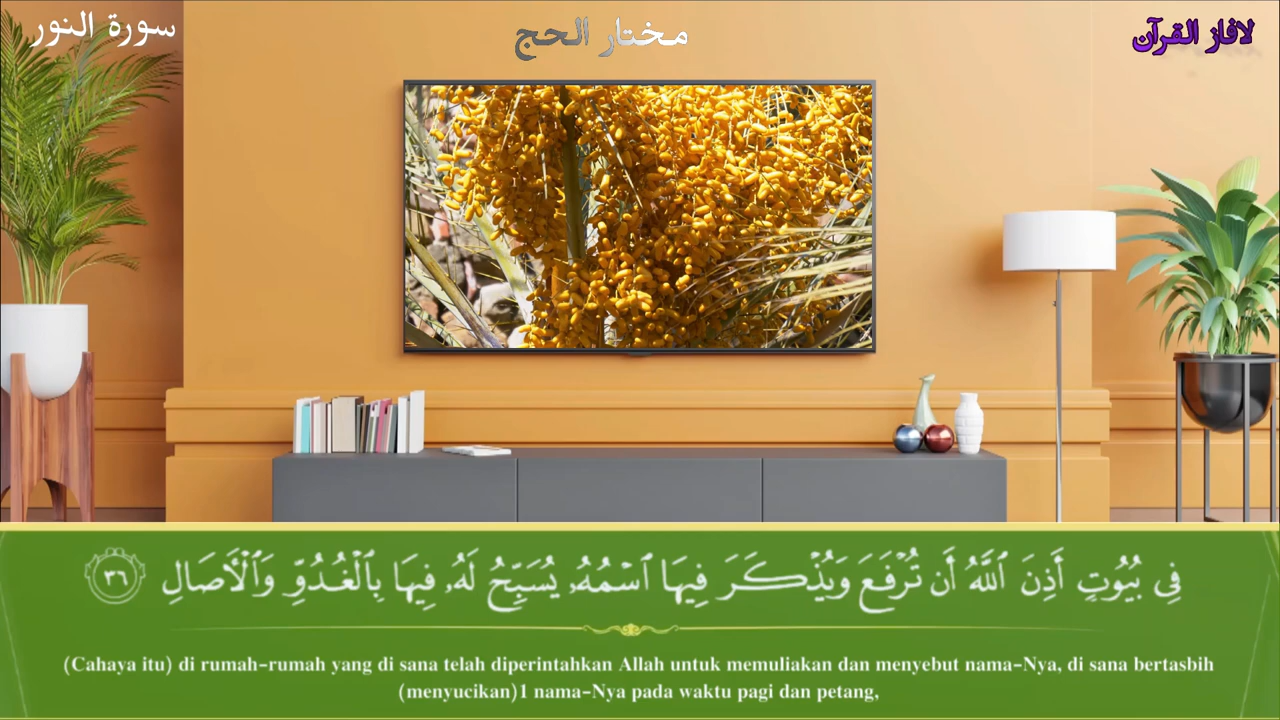 سورة النور
مختار الحج
لافاز القرآن
فِى بُيُوتٍ أَذِنَ ٱللَّهُ أَن تُرْفَعَ وَيُذْكَرَ فِيهَا ٱسْمُهُۥ يُسَبِّحُ لَهُۥ فِيهَا بِٱلْغُدُوِّ وَٱلْـَٔاصَالِ ٣٦
(Cahaya itu) di rumah-rumah yang di sana telah diperintahkan Allah untuk memuliakan dan menyebut nama-Nya, di sana bertasbih
(menyucikan)1 nama-Nya pada waktu pagi dan petang,